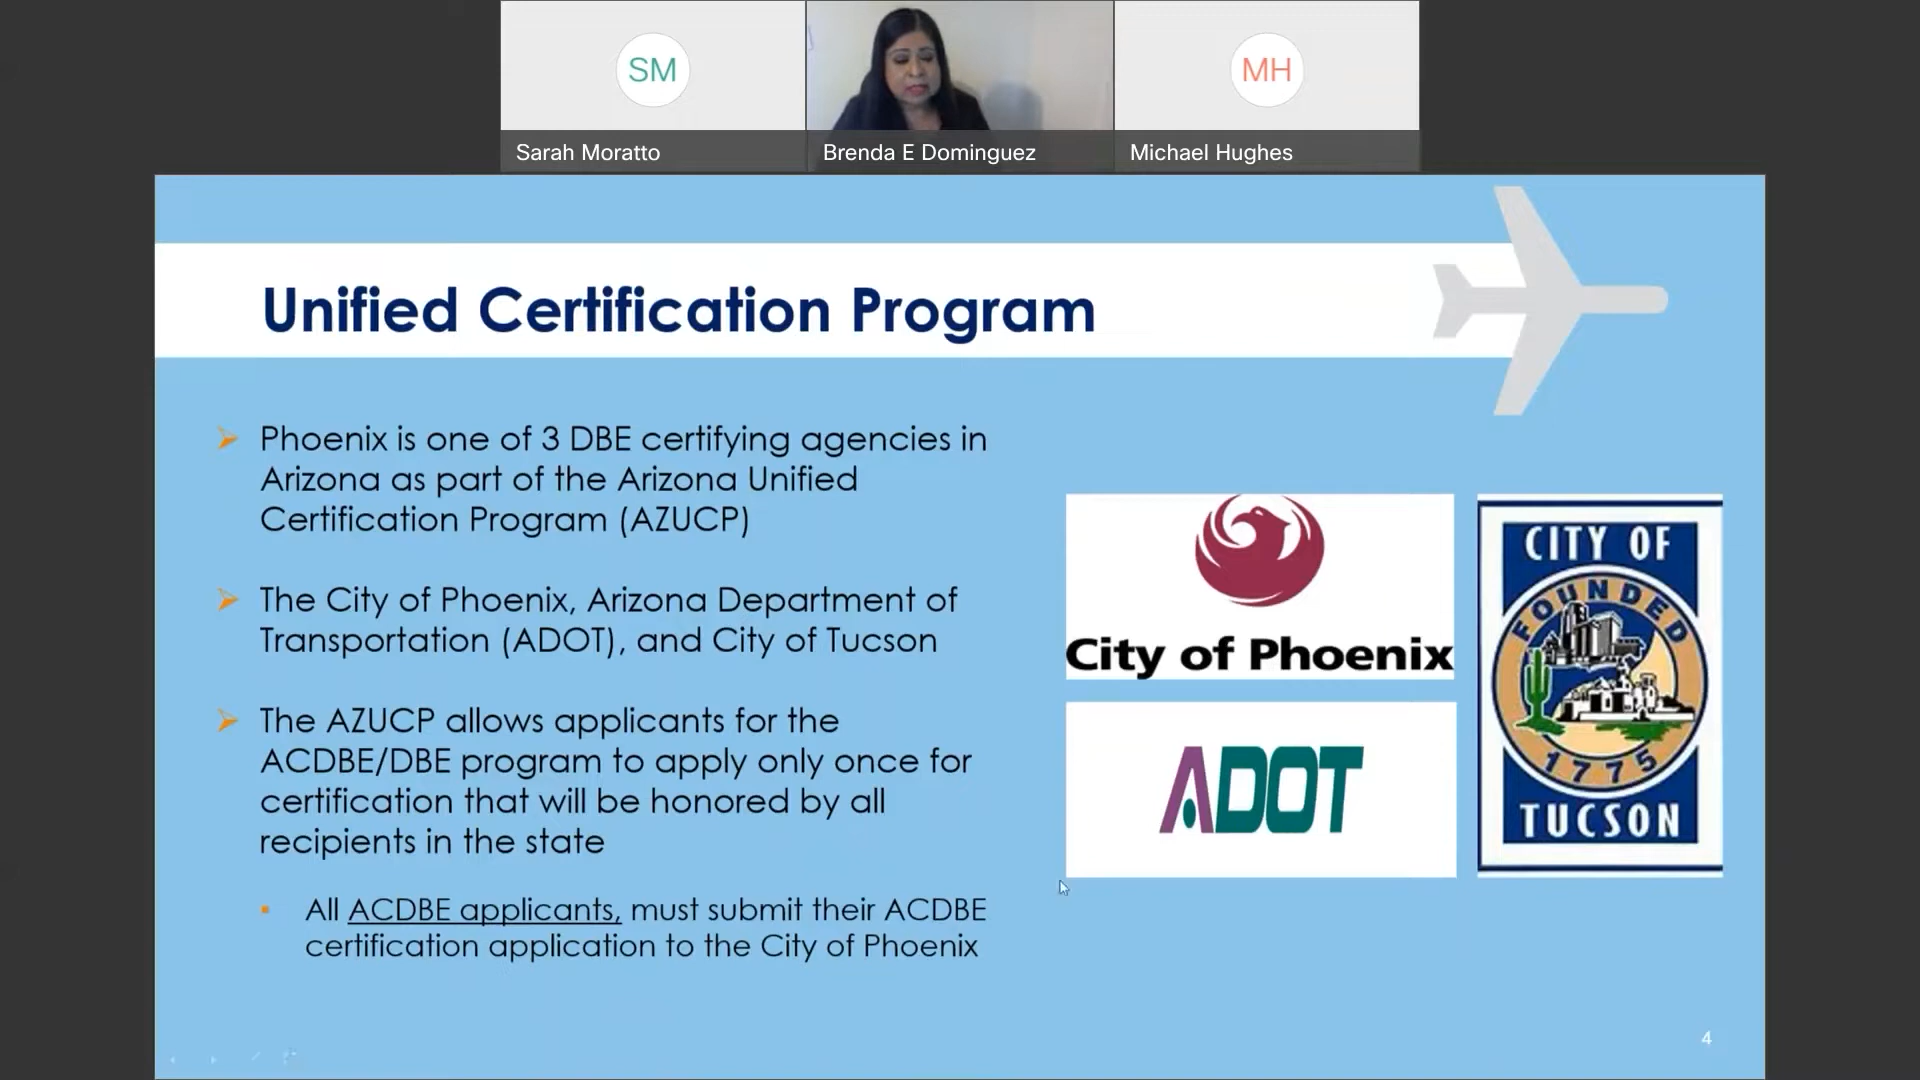 SM
MH
Sarah Moratto
Brenda E Dominguez
Michael Hughes
Unified Certification Program
Phoenix is one of 3 DBE certifying agencies in
Arizona as part of the Arizona Unified
Certification Program (AZUCP)
The City of Phoenix, Arizona Department of
Transportation (ADOT), and City of Tucson
The AZUCP allows applicants for the
ACDBE/DBE program to apply only once for
certification that will be honored by all
recipients in the state
All ACDBE applicants, must submit their ACDBE
certification application to the City of Phoenix
City of Phoenix
ADOT
CITY OF
FOUNDED
1775
TUCSON
4